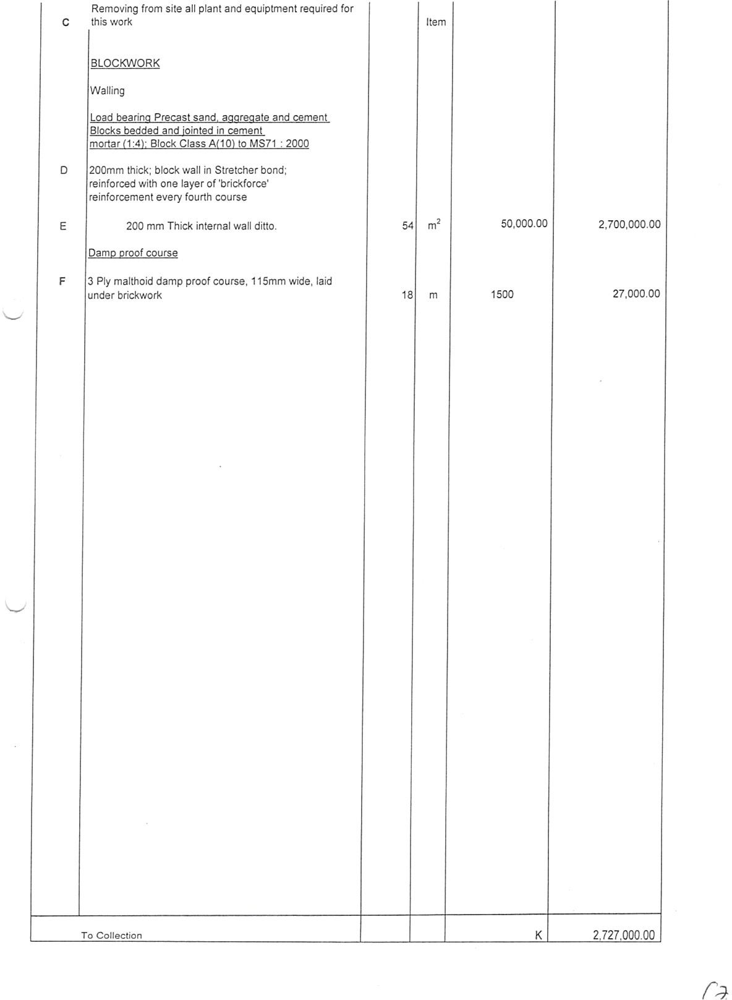 Removing from site all plant and equiptment required for
C this work Item
BLOCKWORK
Walling
Load bearing Precast sand, aggregate and cement
Blocks bedded and jointed in cement
mortar (1:4); Block Class A(10) to MS71 : 2000
D 200mm thick; block wall in Stretcher bond;
reinforced with one layer of 'brickforce'
reinforcement every fourth course
E 200 mm Thick internal wall ditto. 54 m² 50,000.00 2,700,000.00
Damp proof course
F 3 Ply malthoid damp proof course, 115mm wide, laid
under brickwork 18 m 1500 27,000.00
To Collection K 2,727,000.00